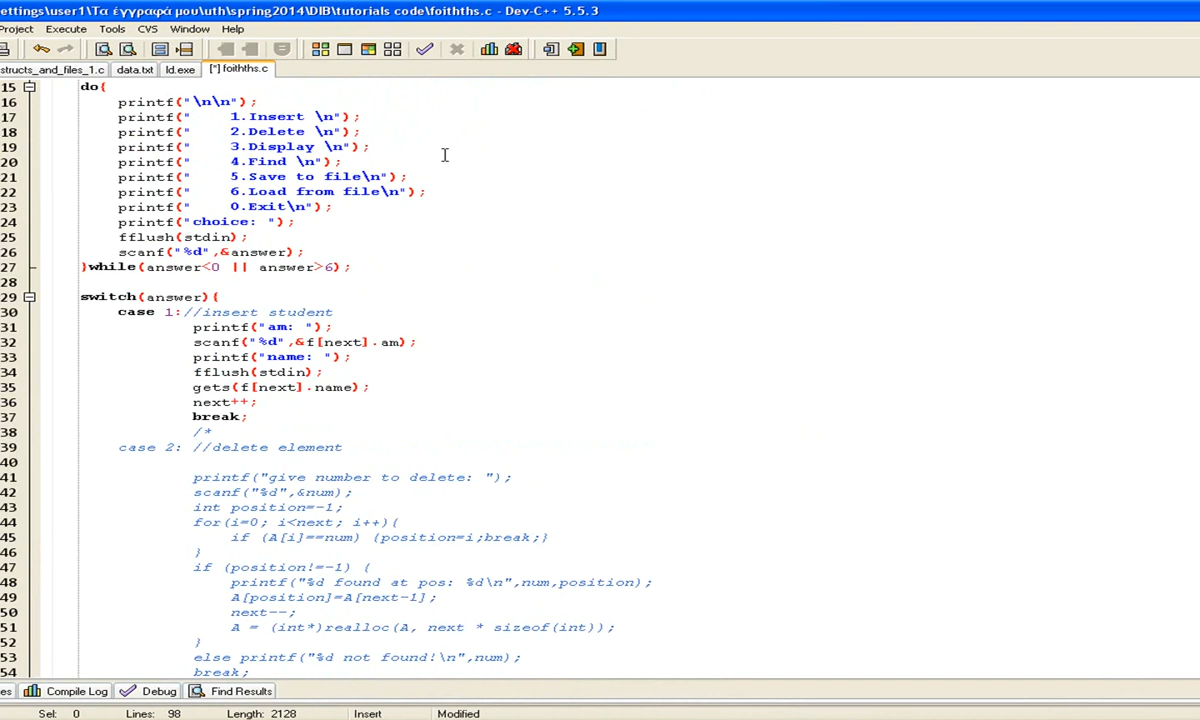 ettings\user1\Τα έγγραφά μου\uth\spring2014\DIB\tutorials code\foithths.c - Dev-C++ 5.5.3
Project Execute Tools CVS Window Help
structs_and_files_1.c data.txt ld.exe [*] foithths.c
15 do{
16 printf("\n\n");
17 printf("    1.Insert \n");
18 printf("    2.Delete \n");
19 printf("    3.Display \n");
20 printf("    4.Find \n");
21 printf("    5.Save to file\n");
22 printf("    6.Load from file\n");
23 printf("    0.Exit\n");
24 printf("choice: ");
25 fflush(stdin);
26 scanf("%d",&answer);
27 }while(answer<0 || answer>6);
28
29 switch(answer){
30 case 1://insert student
31 printf("am: ");
32 scanf("%d",&f[next].am);
33 printf("name: ");
34 fflush(stdin);
35 gets(f[next].name);
36 next++;
37 break;
38 /*
39 case 2: //delete element
40
41 printf("give number to delete: ");
42 scanf("%d",&num);
43 int position=-1;
44 for(i=0; i<next; i++){
45 if (A[i]==num) {position=i;break;}
46 }
47 if (position!=-1) {
48 printf("%d found at pos: %d\n",num,position);
49 A[position]=A[next-1];
50 next--;
51 A = (int*)realloc(A, next * sizeof(int));
52 }
53 else printf("%d not found!\n",num);
54 break;
es Compile Log Debug Find Results
Sel: 0 Lines: 98 Length: 2128 Insert Modified